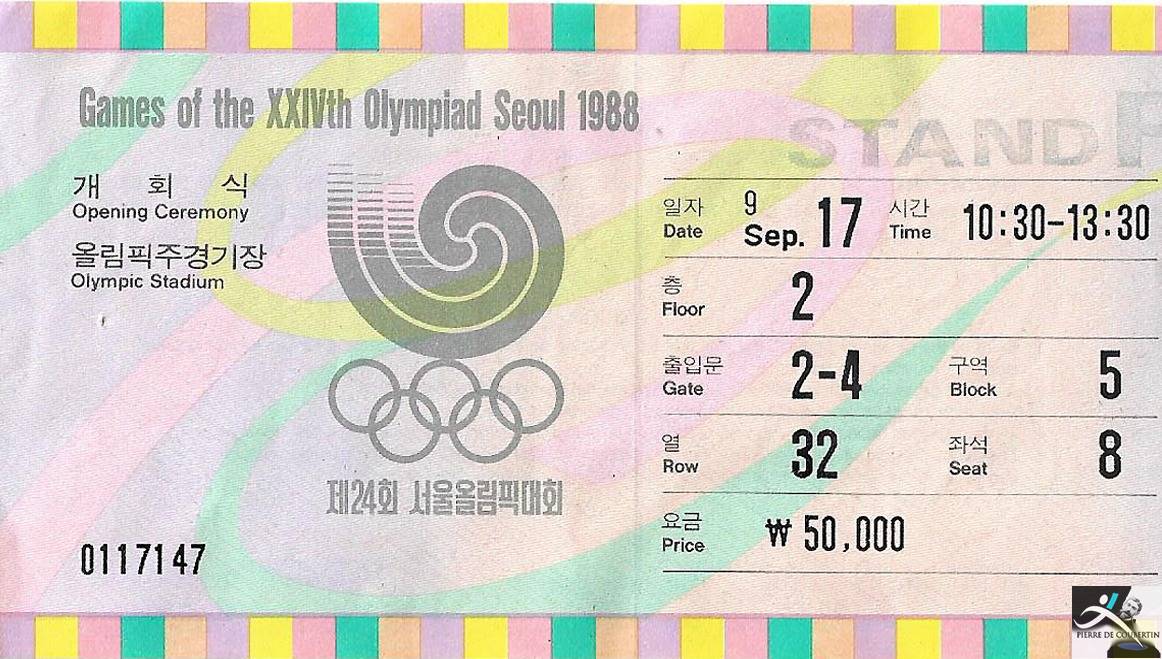 Games of the XXIVth Olympiad Seoul 1988
개 회 식
Opening Ceremony
올림픽주경기장
Olympic Stadium
제24회 서울올림픽대회
0117147
STAND
일자 9 시간
Date Sep. 17 Time 10:30-13:30
층
Floor 2
출입문 구역
Gate 2-4 Block 5
열 좌석
Row 32 Seat 8
요금
Price ₩ 50,000
PIERRE DE COUBERTIN